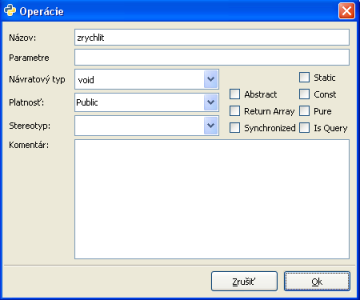 Operácie
Názov: zrychlit
Parametre
Návratový typ void
Static
Platnosť: Public
Abstract Const
Return Array Pure
Stereotyp:
Synchronized Is Query
Komentár:
Zrušiť Ok